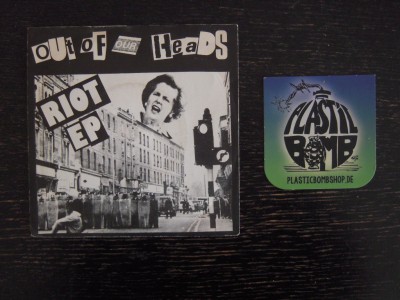 OUt OF OUR HeADS
RIOT
EP
PLASTIC
BOMB
PLASTICBOMBSHOP.DE